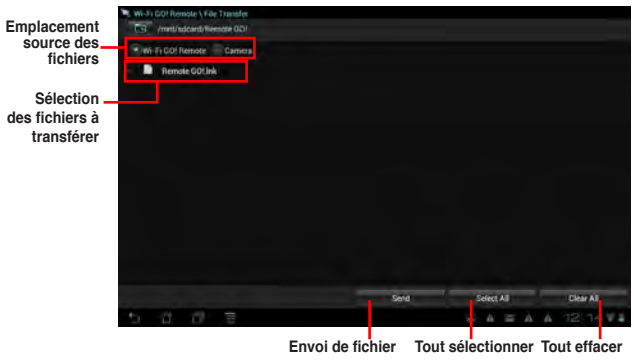 Wi-Fi GO! Remote \ File Transfer
/mnt/sdcard/Remote GO!
Emplacement
source des
fichiers
Wi-Fi GO! Remote
Camera
Remote GO!.lnk
Sélection
des fichiers à
transférer
Send
Select All
Clear All
12:14
Envoi de fichier
Tout sélectionner
Tout effacer